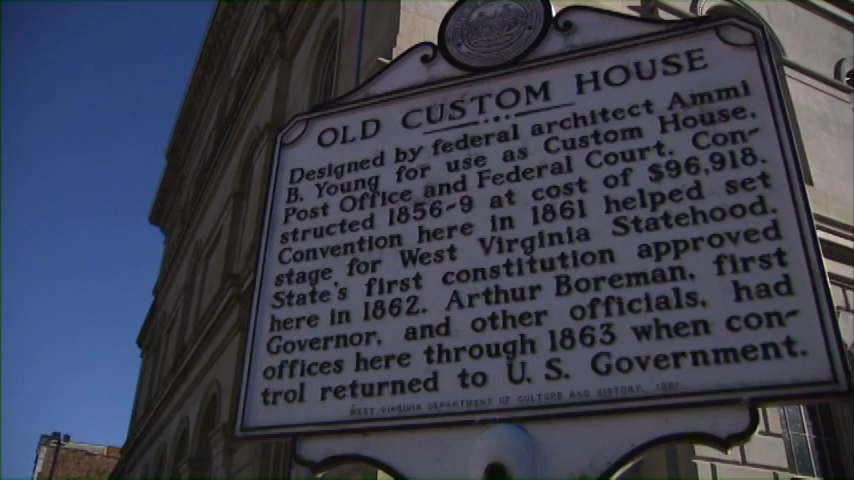 OLD CUSTOM HOUSE
Designed by federal architect Ammi
B. Young for use as Custom House,
Post Office and Federal Court. Con-
structed 1856-9 at cost of $96,918.
Convention here in 1861 helped set
stage for West Virginia Statehood.
State's first constitution approved
here in 1862. Arthur Boreman, first
Governor, and other officials, had
offices here through 1863 when con-
trol returned to U. S. Government.
WEST VIRGINIA DEPARTMENT OF CULTURE AND HISTORY,